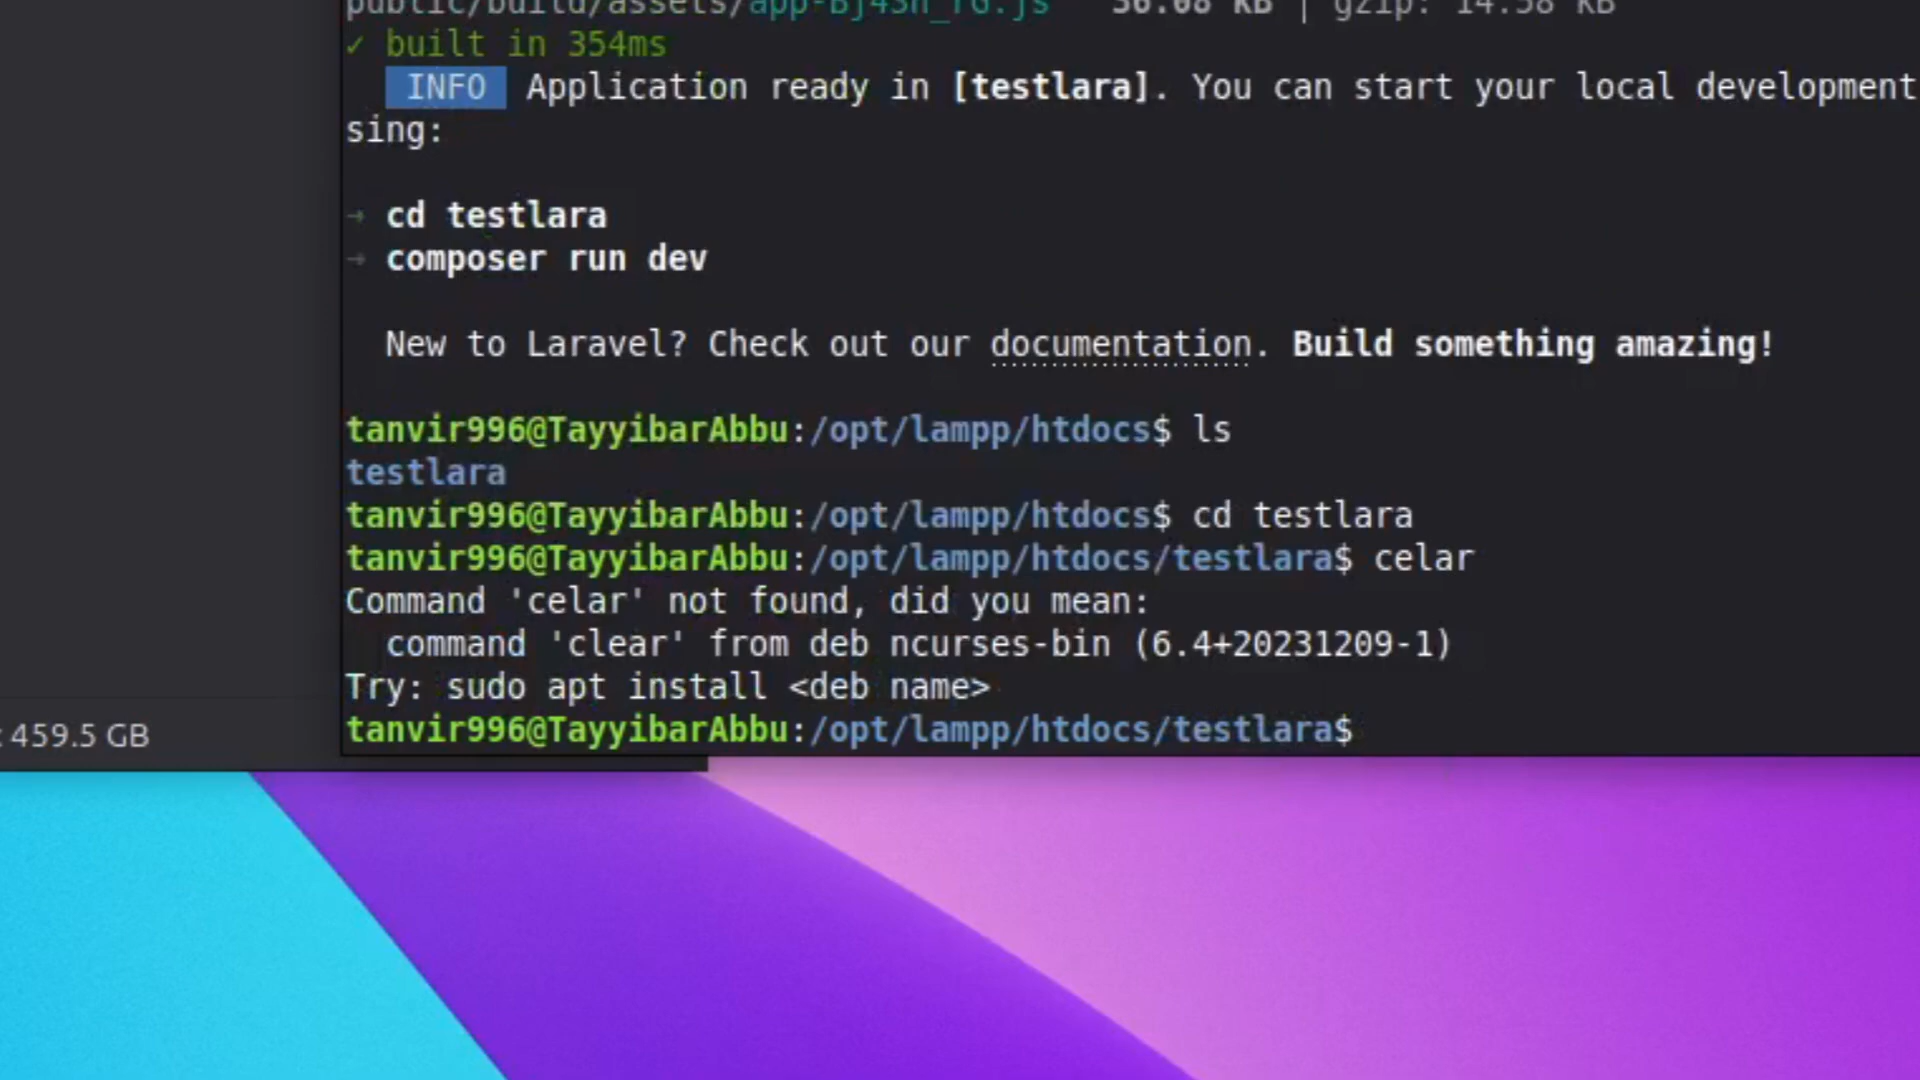 ✓ built in 354ms
INFO Application ready in [testlara]. You can start your local development
sing:
→ cd testlara
→ composer run dev
New to Laravel? Check out our documentation. Build something amazing!
tanvir996@TayyibarAbbu:/opt/lampp/htdocs$ ls
testlara
tanvir996@TayyibarAbbu:/opt/lampp/htdocs$ cd testlara
tanvir996@TayyibarAbbu:/opt/lampp/htdocs/testlara$ celar
Command 'celar' not found, did you mean:
command 'clear' from deb ncurses-bin (6.4+20231209-1)
Try: sudo apt install <deb name>
tanvir996@TayyibarAbbu:/opt/lampp/htdocs/testlara$
: 459.5 GB